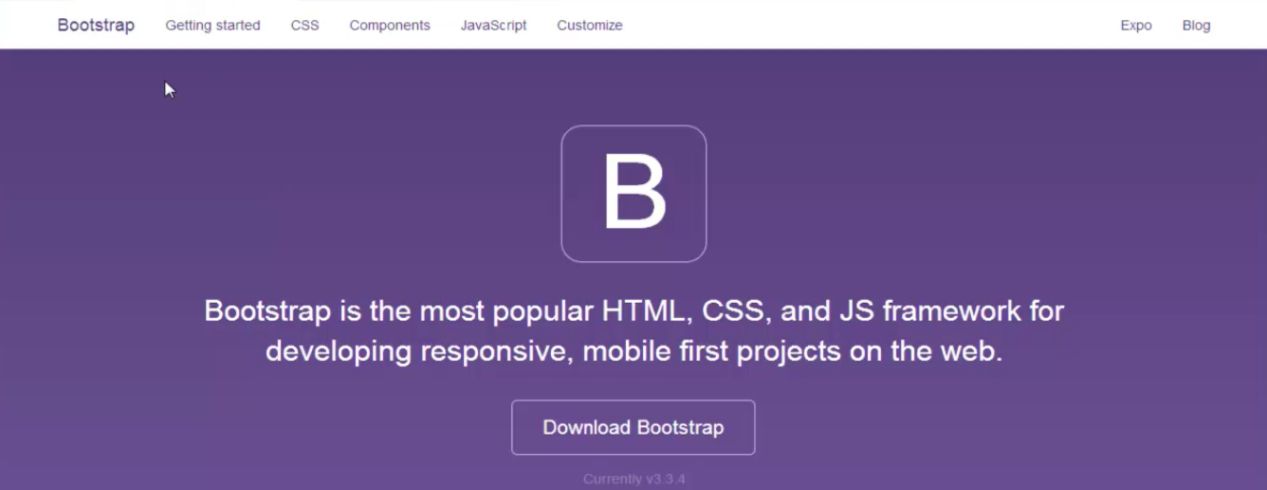 Bootstrap Getting started CSS Components JavaScript Customize Expo Blog
B
Bootstrap is the most popular HTML, CSS, and JS framework for
developing responsive, mobile first projects on the web.
Download Bootstrap
Currently v3.3.4